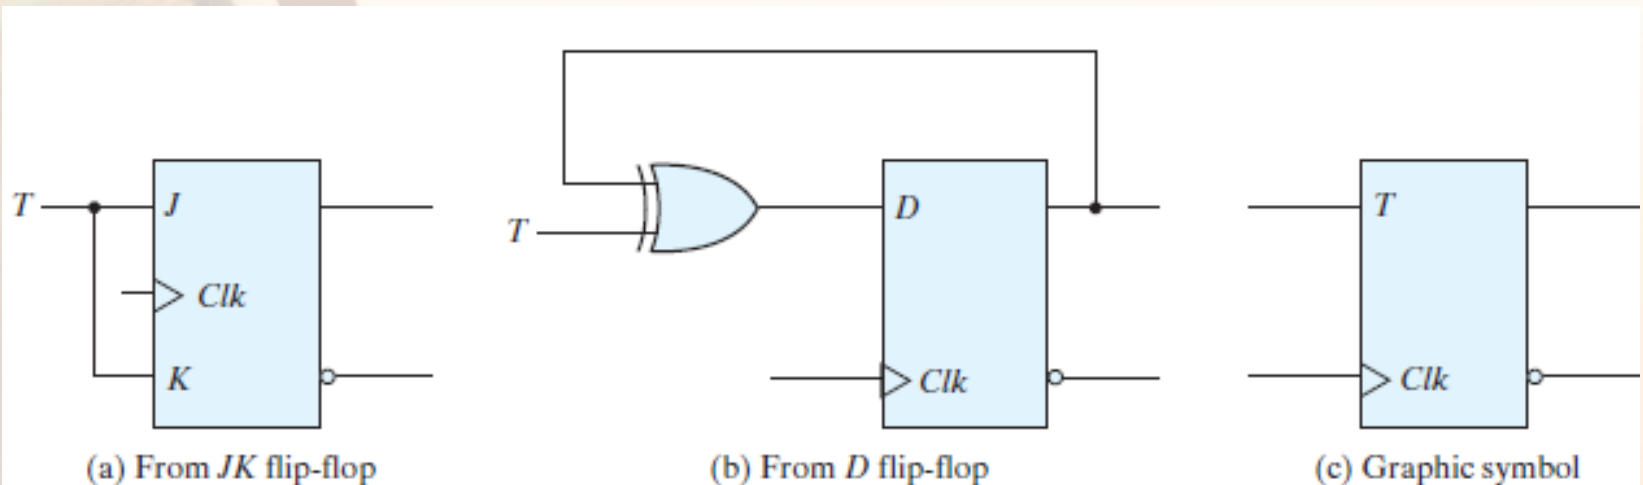 T
J
Clk
K
(a) From JK flip-flop
T
D
Clk
(b) From D flip-flop
T
Clk
(c) Graphic symbol